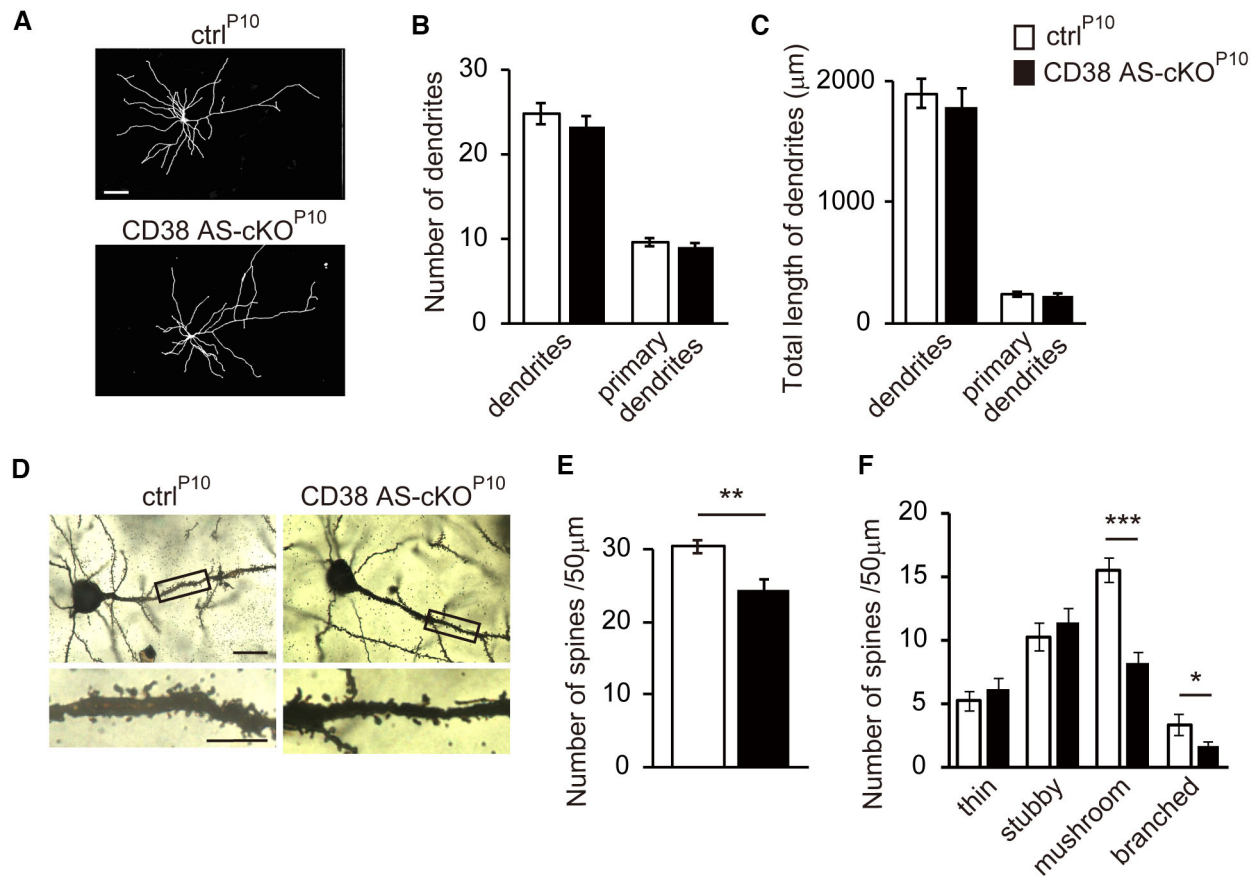 A
ctrl^P10
CD38 AS-cKO^P10
B
Number of dendrites
30
20
10
0
dendrites
primary
dendrites
C
ctrl^P10
CD38 AS-cKO^P10
Total length of dendrites (μm)
2000
1000
0
dendrites
primary
dendrites
D
ctrl^P10
CD38 AS-cKO^P10
E
Number of spines /50μm
30
20
10
0
**
F
Number of spines /50μm
20
15
10
5
0
***
*
thin
stubby
mushroom
branched